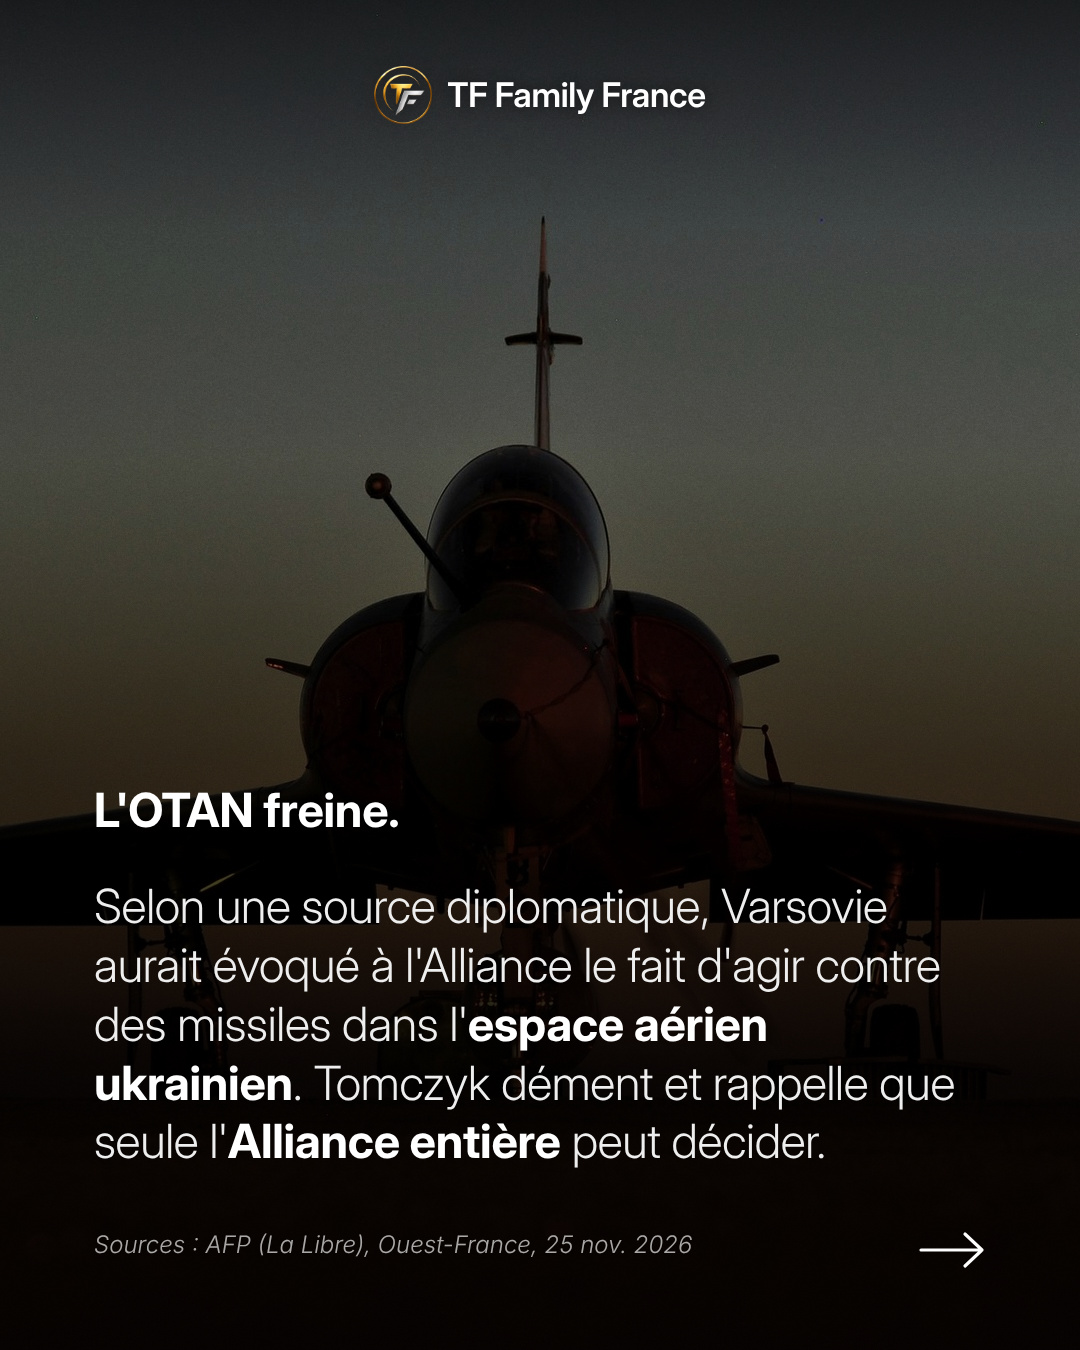 TF TF Family France
L'OTAN freine.
Selon une source diplomatique, Varsovie
aurait évoqué à l'Alliance le fait d'agir contre
des missiles dans l'espace aérien
ukrainien. Tomczyk dément et rappelle que
seule l'Alliance entière peut décider.
Sources : AFP (La Libre), Ouest-France, 25 nov. 2026